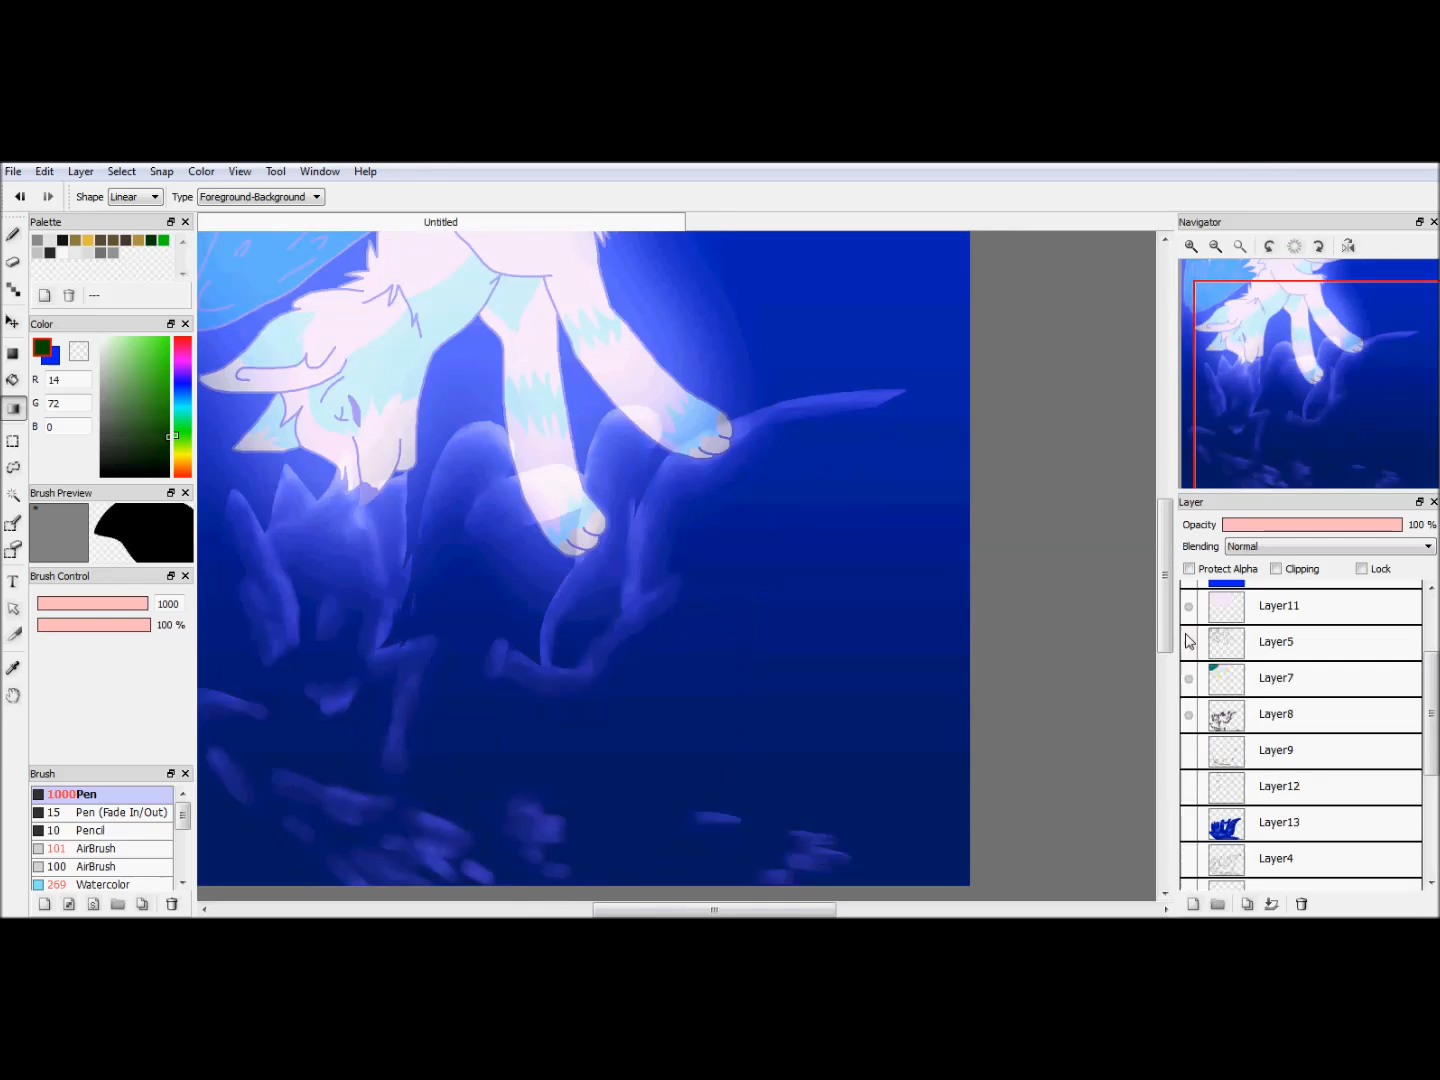 File Edit Layer Select Snap Color View Tool Window Help
Shape Linear Type Foreground-Background
Palette
Untitled
Navigator
---
Color
R 14
G 72
B 0
Brush Preview
Brush Control
1000
100 %
Brush
1000 Pen
15 Pen (Fade In/Out)
10 Pencil
101 AirBrush
100 AirBrush
269 Watercolor
Layer
Opacity 100 %
Blending Normal
Protect Alpha Clipping Lock
Layer11
Layer5
Layer7
Layer8
Layer9
Layer12
Layer13
Layer4